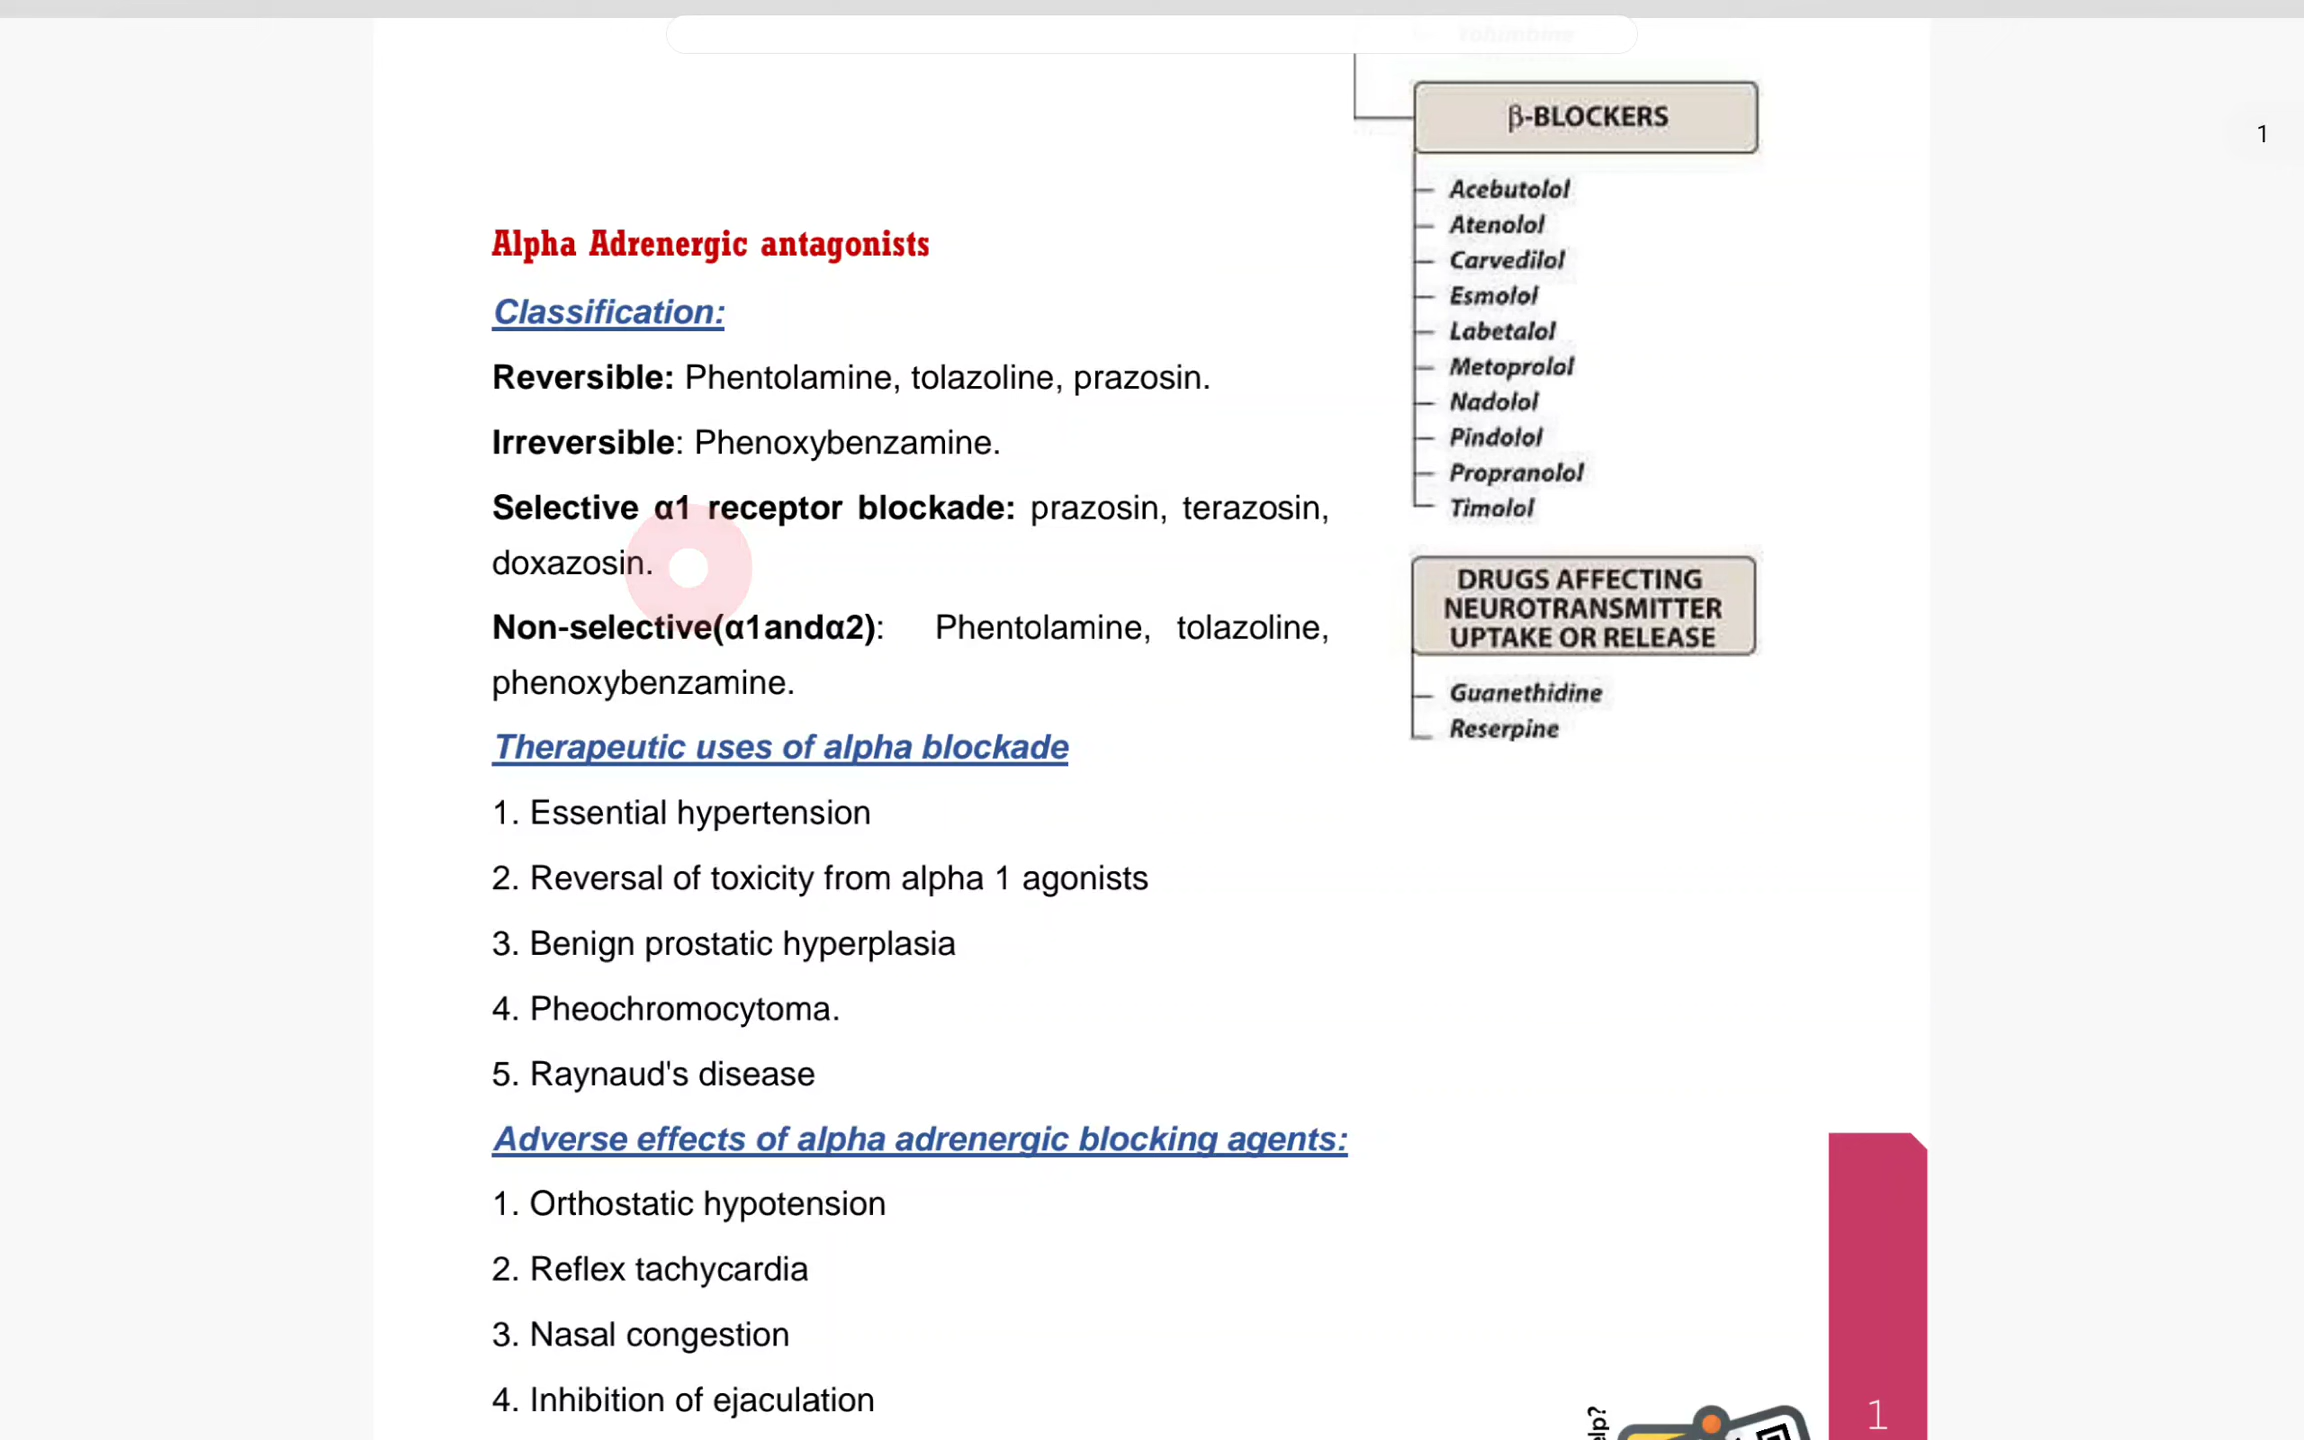 Yohimbine
β-BLOCKERS
1
Acebutolol
Atenolol
Carvedilol
Esmolol
Labetalol
Metoprolol
Nadolol
Pindolol
Propranolol
Timolol
DRUGS AFFECTING
NEUROTRANSMITTER
UPTAKE OR RELEASE
Guanethidine
Reserpine
Alpha Adrenergic antagonists
Classification:
Reversible: Phentolamine, tolazoline, prazosin.
Irreversible: Phenoxybenzamine.
Selective α1 receptor blockade: prazosin, terazosin,
doxazosin.
Non-selective(α1andα2): Phentolamine, tolazoline,
phenoxybenzamine.
Therapeutic uses of alpha blockade
1. Essential hypertension
2. Reversal of toxicity from alpha 1 agonists
3. Benign prostatic hyperplasia
4. Pheochromocytoma.
5. Raynaud's disease
Adverse effects of alpha adrenergic blocking agents:
1. Orthostatic hypotension
2. Reflex tachycardia
3. Nasal congestion
4. Inhibition of ejaculation
1